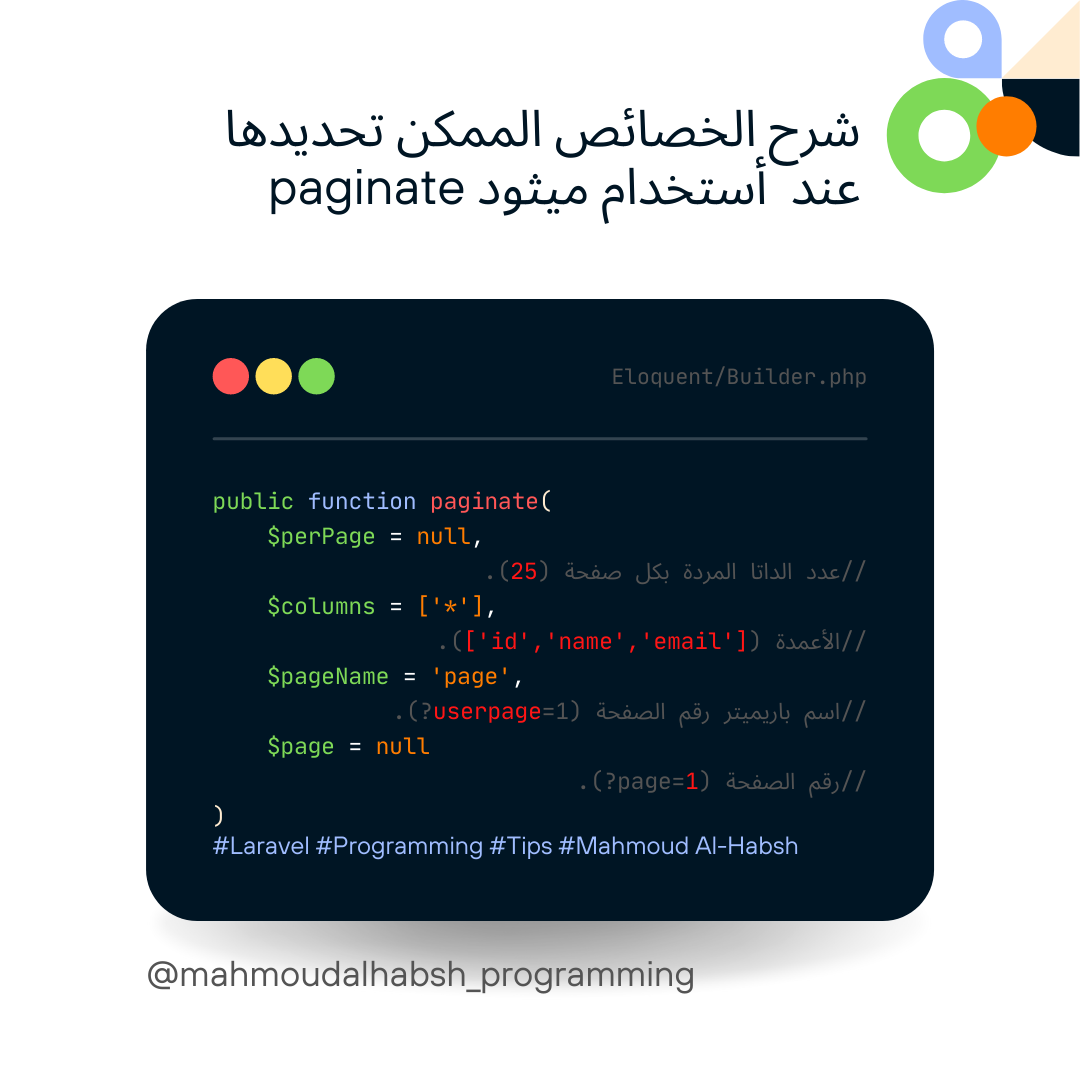 شرح الخصائص الممكن تحديدها
عند أستخدام ميثود paginate
Eloquent/Builder.php
public function paginate(
$perPage = null,
//عدد الداتا المردة بكل صفحة (25).
$columns = ['*'],
//الأعمدة (['id','name','email']).
$pageName = 'page',
//اسم باريميتر رقم الصفحة (?userpage=1).
$page = null
//رقم الصفحة (?page=1).
)
#Laravel #Programming #Tips #Mahmoud Al-Habsh
@mahmoudalhabsh_programming